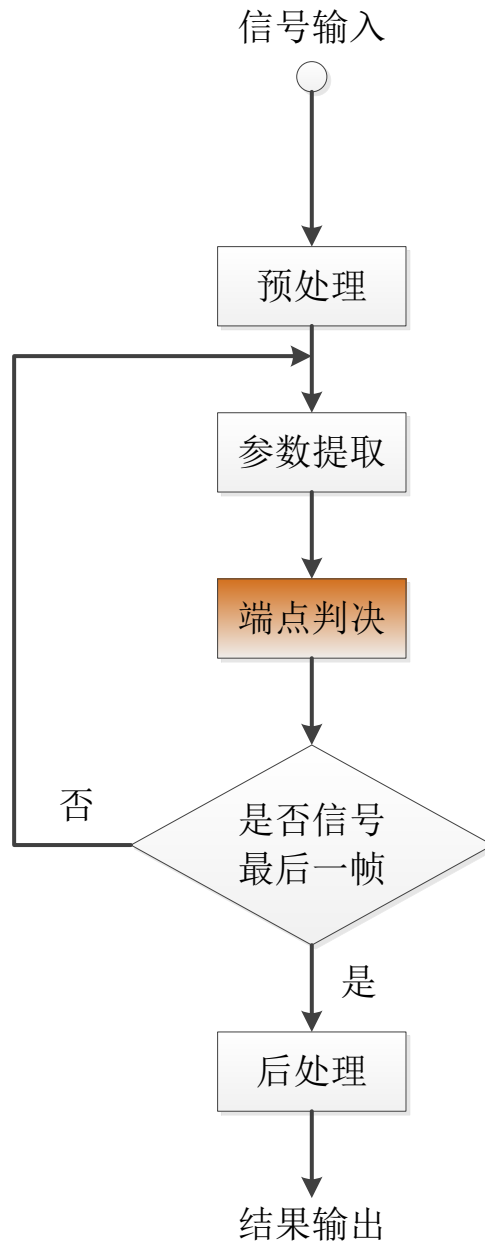 信号输入
预处理
参数提取
端点判决
否
是否信号
最后一帧
是
后处理
结果输出